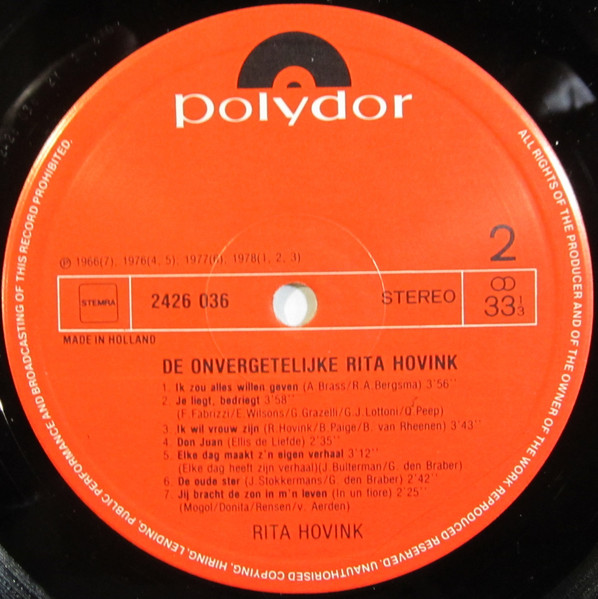 polydor
2
℗ 1966(7), 1976(4, 5), 1977(6), 1978(1, 2, 3)
STEMRA
2426 036
STEREO
33 1/3
MADE IN HOLLAND
DE ONVERGETELIJKE RITA HOVINK
1. Ik zou alles willen geven (A.Brass/R.A.Bergsma) 3'56''
2. Je liegt, bedriegt 3'58''
(F.Fabrizzi/E.Wilsons/G.Grazelli/G.J.Lottoni/Q.Peep)
3. Ik wil vrouw zijn (R.Hovink/B.Paige/B. van Rheenen) 3'43''
4. Don Juan (Ellis de Liefde) 2'35''
5. Elke dag maakt z'n eigen verhaal 3'12''
(Elke dag heeft zijn verhaal)(J.Bulterman/G. den Braber)
6. De oude ster (J.Stokkermans/G. den Braber) 2'42''
7. Jij bracht de zon in m'n leven (In un fiore) 2'25''
(Mogol/Donita/Rensen/v. Aerden)
RITA HOVINK
ALL RIGHTS OF THE PRODUCER AND OF THE OWNER OF THE WORK REPRODUCED RESERVED. UNAUTHORISED COPYING, HIRING, LENDING, PUBLIC PERFORMANCE AND BROADCASTING OF THIS RECORD PROHIBITED.